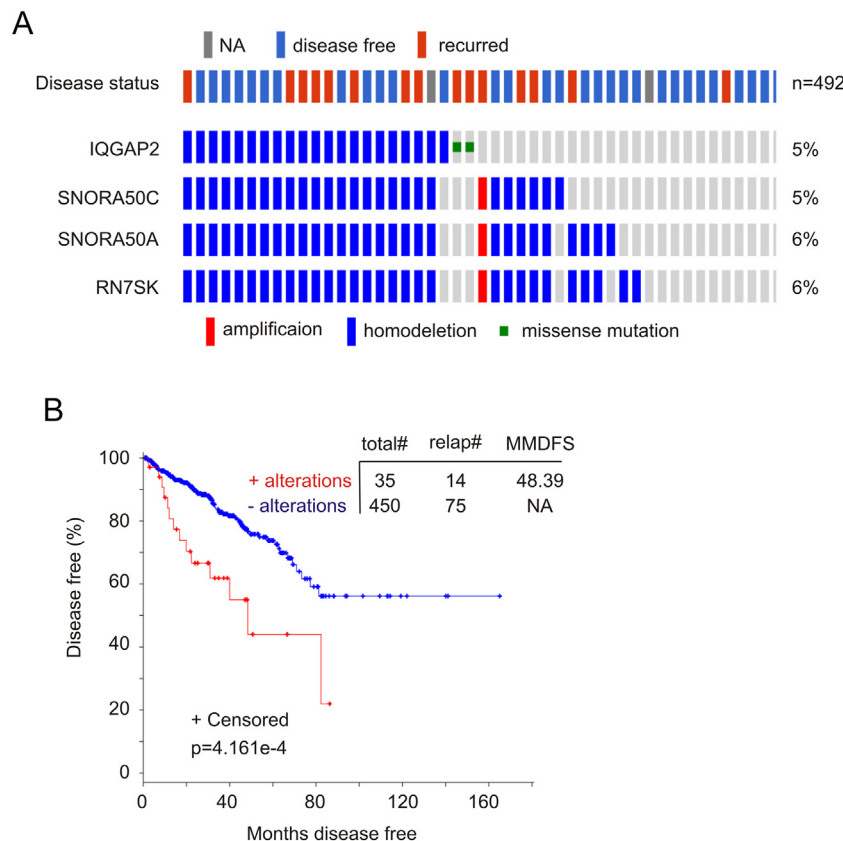 A
NA disease free recurred
Disease status n=492
IQGAP2 5%
SNORA50C 5%
SNORA50A 6%
RN7SK 6%
amplificaion homodeletion missense mutation
B
total# relap# MMDFS
+ alterations 35 14 48.39
- alterations 450 75 NA
100
80
60
40
20
0
Disease free (%)
+ Censored
p=4.161e-4
0 40 80 120 160
Months disease free